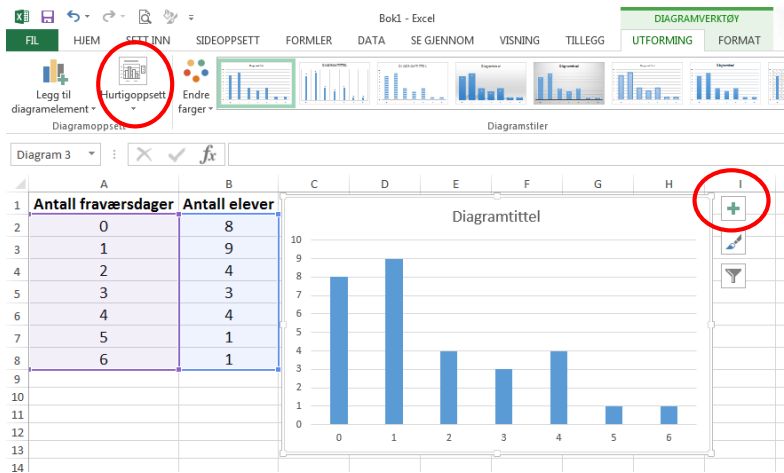 Bok1 - Excel
DIAGRAMVERKTØY
FIL HJEM SETT INN SIDEOPPSETT FORMLER DATA SE GJENNOM VISNING TILLEGG UTFORMING FORMAT
Legg til diagramelement
Hurtigoppsett
Endre farger
Diagramoppsett
Diagramstiler
Diagram 3
fx
A B C D E F G H I
1 Antall fraværsdager Antall elever
2 0 8
3 1 9
4 2 4
5 3 3
6 4 4
7 5 1
8 6 1
9
10
11
12
13
14
Diagramtittel
10
9
8
7
6
5
4
3
2
1
0
0 1 2 3 4 5 6